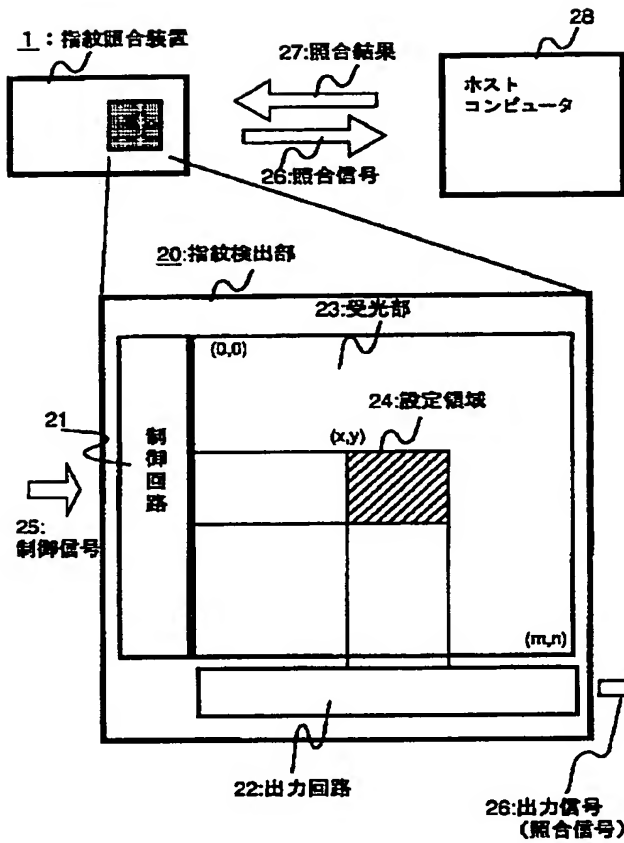 1：指紋照合装置
28
27:照合結果
ホスト
コンピュータ
26:照合信号
20:指紋検出部
23:受光部
(0,0)
24:設定領域
21
(x,y)
制御回路
25:
制御信号
(m,n)
22:出力回路
26:出力信号
(照合信号)